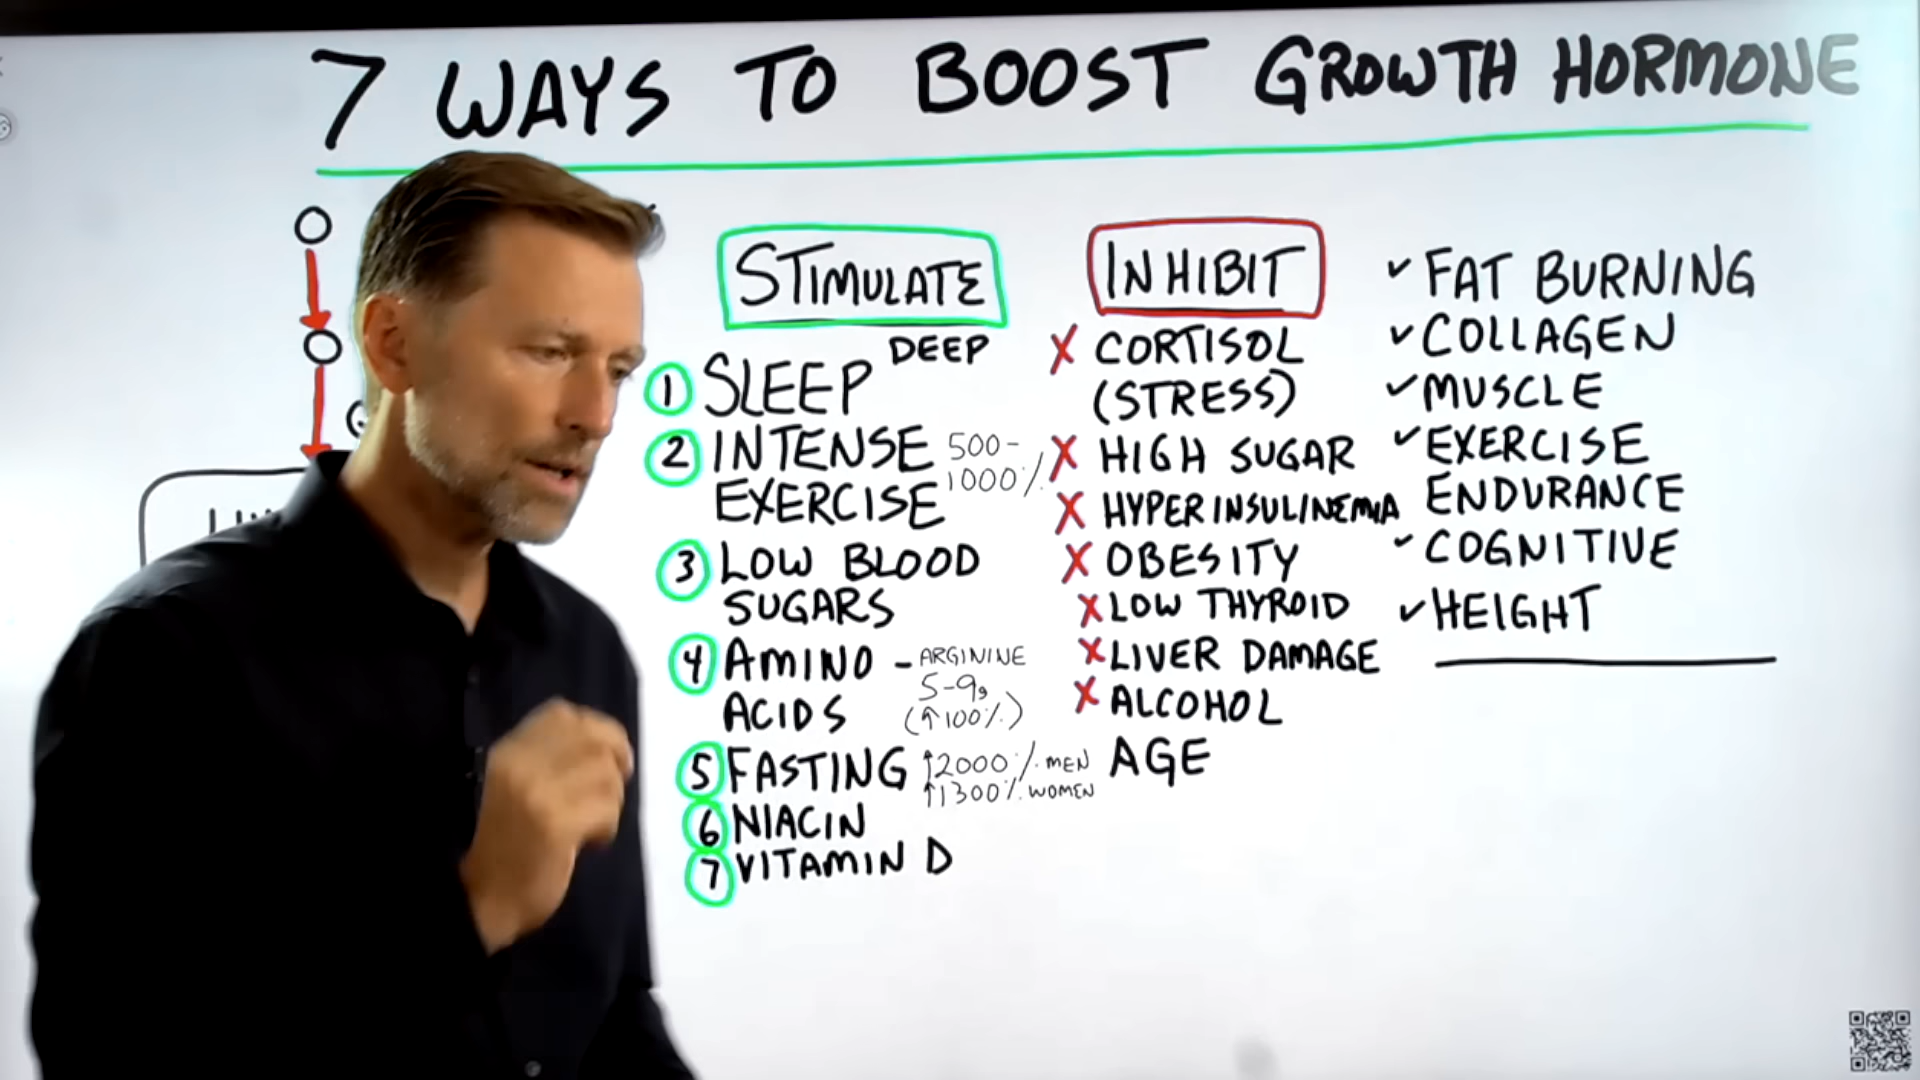 7 WAYS TO BOOST GROWTH HORMONE
STIMULATE
DEEP
1 SLEEP
2 INTENSE 500-
EXERCISE 1000%
3 LOW BLOOD
SUGARS
4 AMINO - ARGININE
5-9g
ACIDS (↑100%)
5 FASTING ↑2000% MEN
↑1300% WOMEN
6 NIACIN
7 VITAMIN D
INHIBIT
X CORTISOL
(STRESS)
X HIGH SUGAR
X HYPERINSULINEMIA
X OBESITY
X LOW THYROID
X LIVER DAMAGE
X ALCOHOL
AGE
✓ FAT BURNING
✓ COLLAGEN
✓ MUSCLE
✓ EXERCISE
ENDURANCE
✓ COGNITIVE
✓ HEIGHT